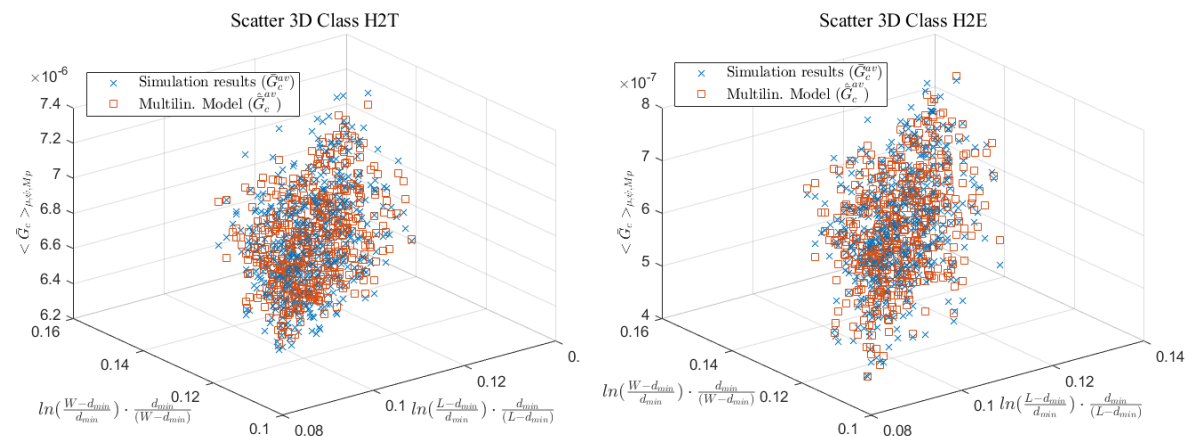 Scatter 3D Class H2T
×10^-6
× Simulation results (Ḡ_c^av)
□ Multilin. Model (Ĝ̄_c^av)
7.4
7.2
7
6.8
6.6
6.4
6.2
< Ḡ_c >_μ,ψ̇,Mp
0.16
0.14
0.12
0.1
0.08
0.1
0.12
0.
ln(W−d_min / d_min) · d_min / (W−d_min)
ln(L−d_min / d_min) · d_min / (L−d_min)
Scatter 3D Class H2E
×10^-7
× Simulation results (Ḡ_c^av)
□ Multilin. Model (Ĝ̄_c^av)
8
7
6
5
4
< Ḡ_c >_μ,ψ̇,Mp
0.16
0.14
0.12
0.1
0.08
0.1
0.12
0.14
ln(W−d_min / d_min) · d_min / (W−d_min)
ln(L−d_min / d_min) · d_min / (L−d_min)